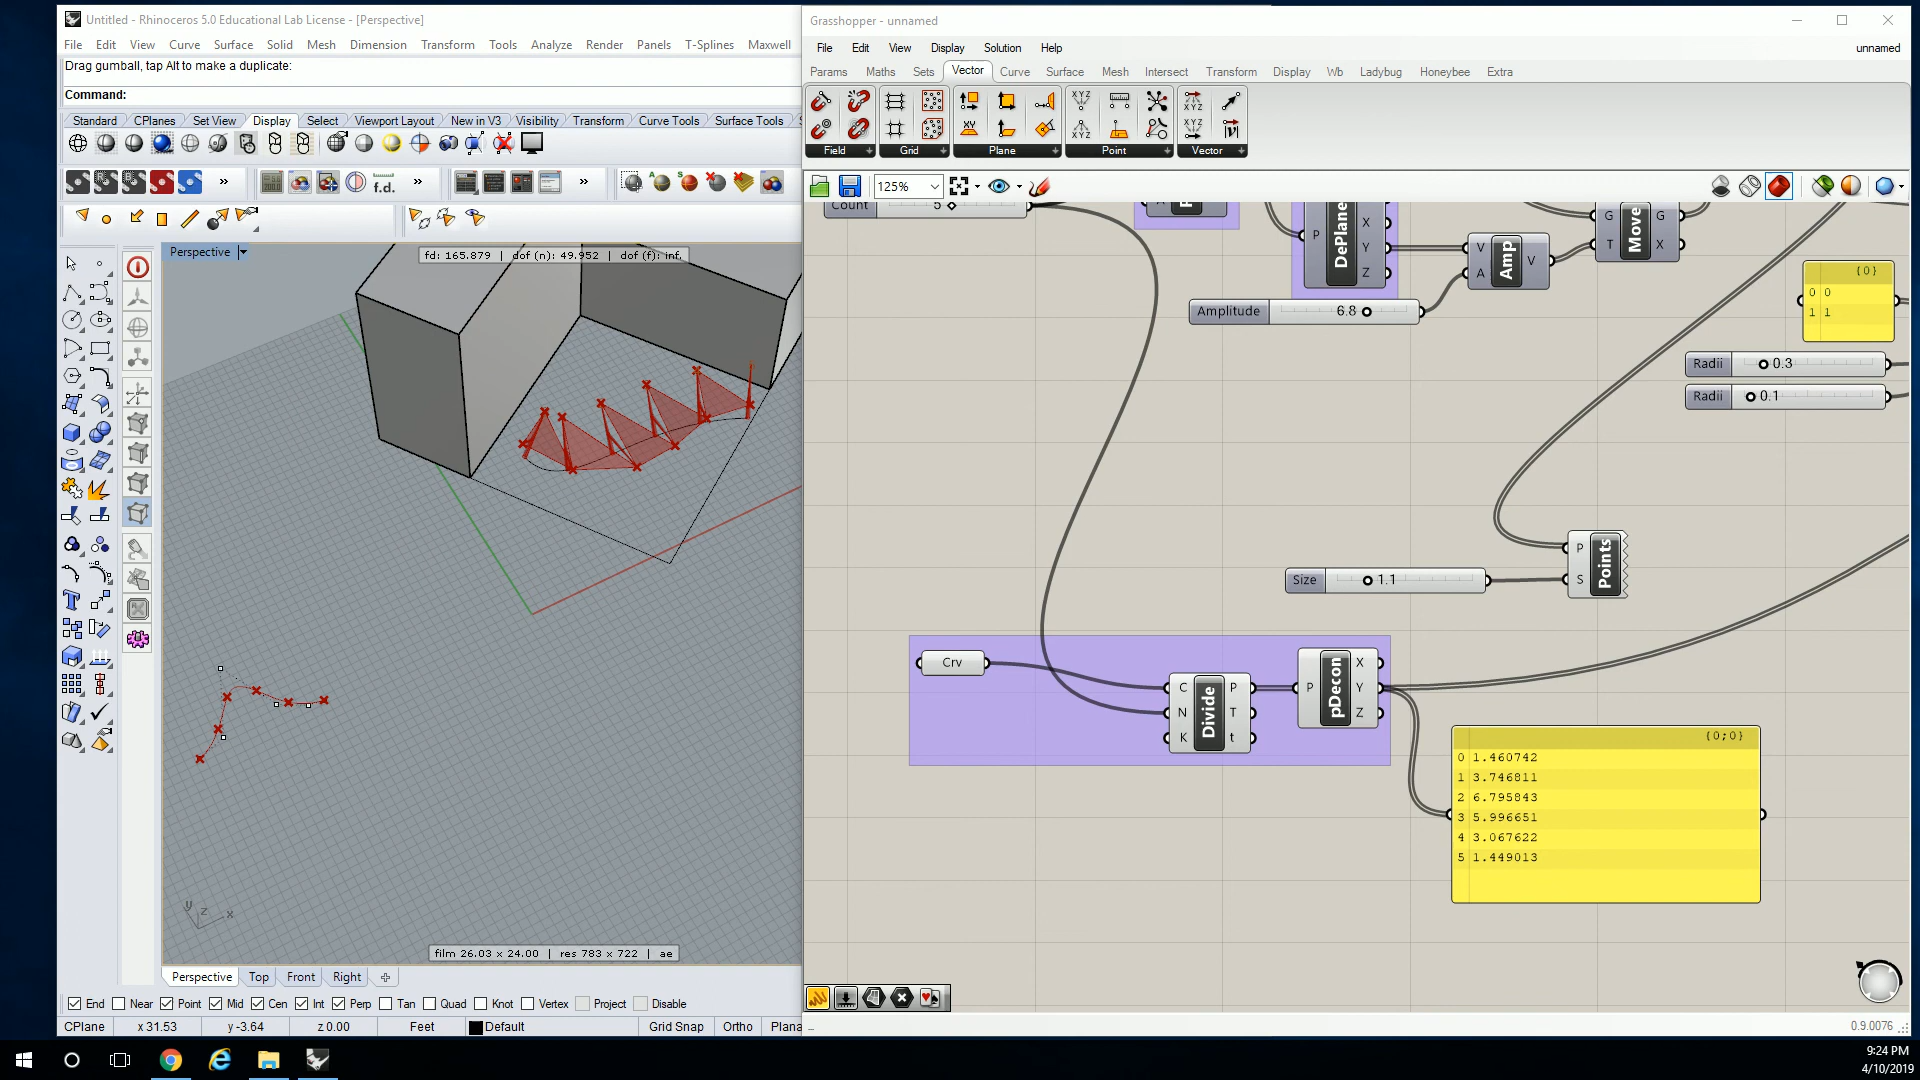 Untitled - Rhinoceros 5.0 Educational Lab License - [Perspective]
File Edit View Curve Surface Solid Mesh Dimension Transform Tools Analyze Render Panels T-Splines Maxwell
Drag gumball, tap Alt to make a duplicate:
Command:
Standard CPlanes Set View Display Select Viewport Layout New in V3 Visibility Transform Curve Tools Surface Tools
f.d.
Perspective
fd: 165.879 | dof (n): 49.952 | dof (f): inf.
y z x
film 26.03 x 24.00 | res 783 x 722 | ae
Perspective Top Front Right
End Near Point Mid Cen Int Perp Tan Quad Knot Vertex Project Disable
CPlane x 31.53 y -3.64 z 0.00 Feet Default Grid Snap Ortho Plana
Grasshopper - unnamed
File Edit View Display Solution Help unnamed
Params Maths Sets Vector Curve Surface Mesh Intersect Transform Display Wb Ladybug Honeybee Extra
Field Grid Plane Point Vector
125%
Count 5
P DePlane X Y Z
V A Amp V
G T Move G X
Amplitude 6.8
{0}
0 0
1 1
Radii 0.3
Radii 0.1
P S Points
Size 1.1
Crv
C N K Divide P T t
P pDecon X Y Z
{0;0}
0 1.460742
1 3.746811
2 6.795843
3 5.996651
4 3.067622
5 1.449013
0.9.0076
9:24 PM
4/10/2019